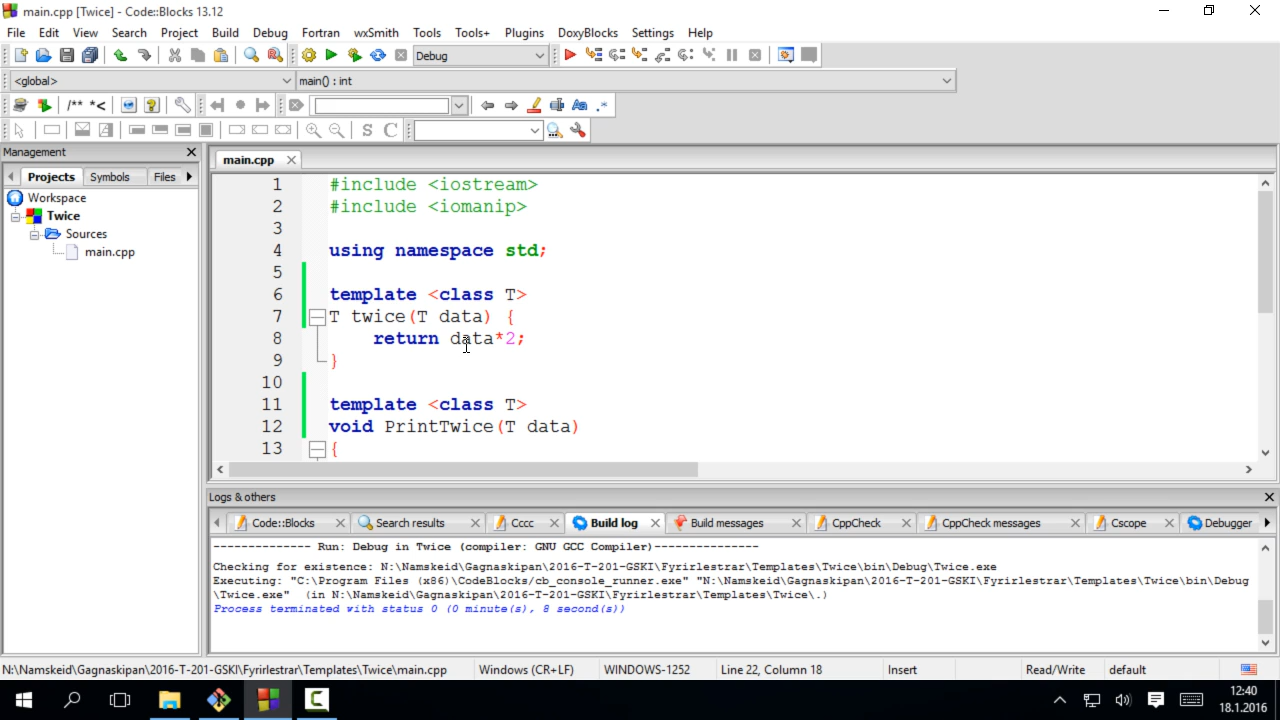 main.cpp [Twice] - Code::Blocks 13.12
File Edit View Search Project Build Debug Fortran wxSmith Tools Tools+ Plugins DoxyBlocks Settings Help
Debug
<global> main() : int
/** *<
Aa .*
S C
Management
Projects Symbols Files
Workspace
Twice
Sources
main.cpp
main.cpp
1 #include <iostream>
2 #include <iomanip>
3
4 using namespace std;
5
6 template <class T>
7 T twice(T data) {
8 return data*2;
9 }
10
11 template <class T>
12 void PrintTwice(T data)
13 {
Logs & others
Code::Blocks Search results Cccc Build log Build messages CppCheck CppCheck messages Cscope Debugger
-------------- Run: Debug in Twice (compiler: GNU GCC Compiler)---------------
Checking for existence: N:\Namskeid\Gagnaskipan\2016-T-201-GSKI\Fyrirlestrar\Templates\Twice\bin\Debug\Twice.exe
Executing: "C:\Program Files (x86)\CodeBlocks/cb_console_runner.exe" "N:\Namskeid\Gagnaskipan\2016-T-201-GSKI\Fyrirlestrar\Templates\Twice\bin\Debug
\Twice.exe" (in N:\Namskeid\Gagnaskipan\2016-T-201-GSKI\Fyrirlestrar\Templates\Twice\.)
Process terminated with status 0 (0 minute(s), 8 second(s))
N:\Namskeid\Gagnaskipan\2016-T-201-GSKI\Fyrirlestrar\Templates\Twice\main.cpp Windows (CR+LF) WINDOWS-1252 Line 22, Column 18 Insert Read/Write default
12:40
18.1.2016